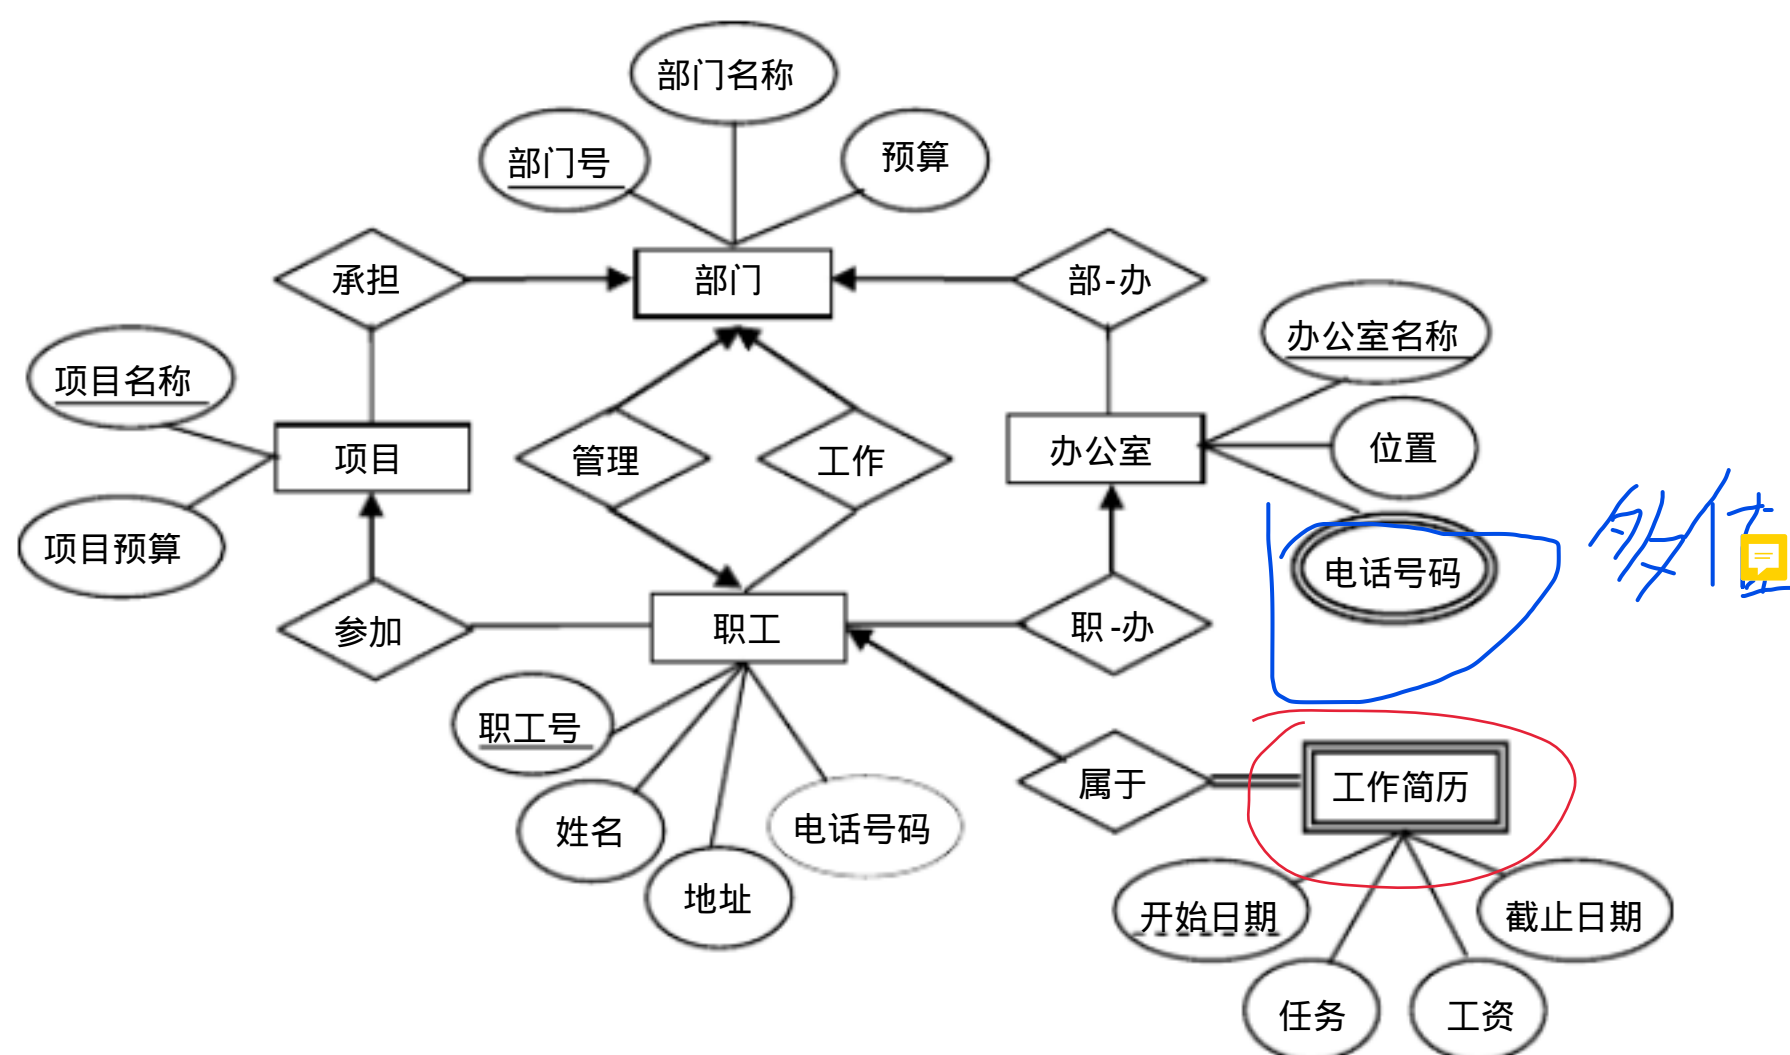 部门名称
部门号
预算
承担
部门
部-办
办公室名称
项目名称
位置
项目
管理
工作
办公室
多值
项目预算
电话号码
参加
职工
职-办
职工号
属于
工作简历
姓名
电话号码
地址
开始日期
截止日期
任务
工资